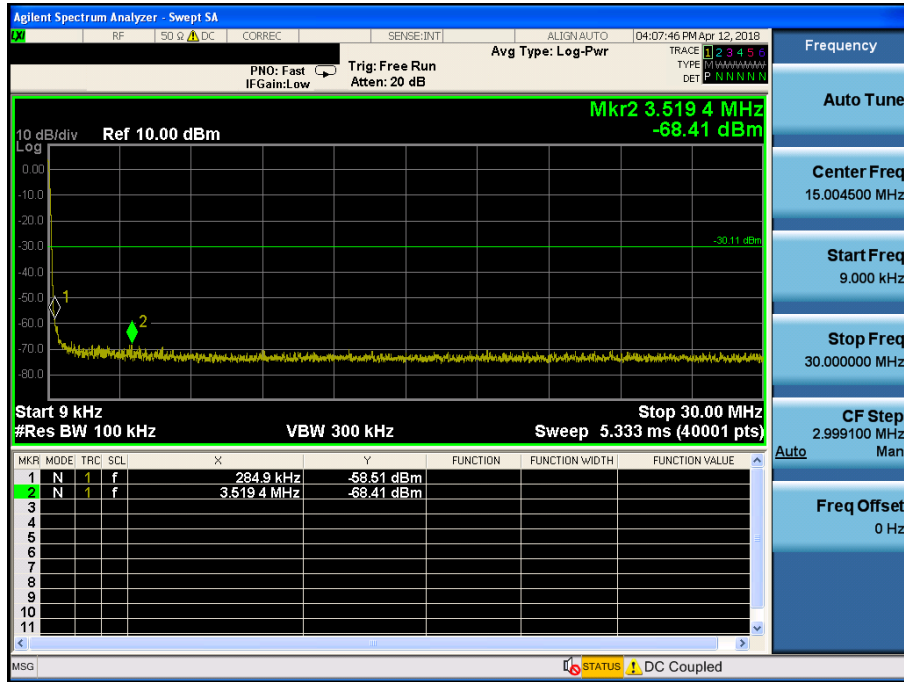 Agilent Spectrum Analyzer - Swept SA
LXI RF 50 Ω DC CORREC SENSE:INT ALIGN AUTO 04:07:46 PM Apr 12, 2018
Frequency
Avg Type: Log-Pwr
TRACE 1 2 3 4 5 6
TYPE M W W W W W
DET P N N N N N
PNO: Fast
IFGain:Low
Trig: Free Run
Atten: 20 dB
Auto Tune
Mkr2 3.519 4 MHz
-68.41 dBm
10 dB/div Ref 10.00 dBm
Log
0.00
-10.0
-20.0
-30.0
-40.0
-50.0
-60.0
-70.0
-80.0
-30.11 dBm
1
2
Center Freq
15.004500 MHz
Start Freq
9.000 kHz
Stop Freq
30.000000 MHz
Start 9 kHz Stop 30.00 MHz
#Res BW 100 kHz VBW 300 kHz Sweep 5.333 ms (40001 pts)
CF Step
2.999100 MHz
Auto Man
MKR MODE TRC SCL X Y FUNCTION FUNCTION WIDTH FUNCTION VALUE
1 N 1 f 284.9 kHz -58.51 dBm
2 N 1 f 3.519 4 MHz -68.41 dBm
3
4
5
6
7
8
9
10
11
Freq Offset
0 Hz
MSG STATUS DC Coupled